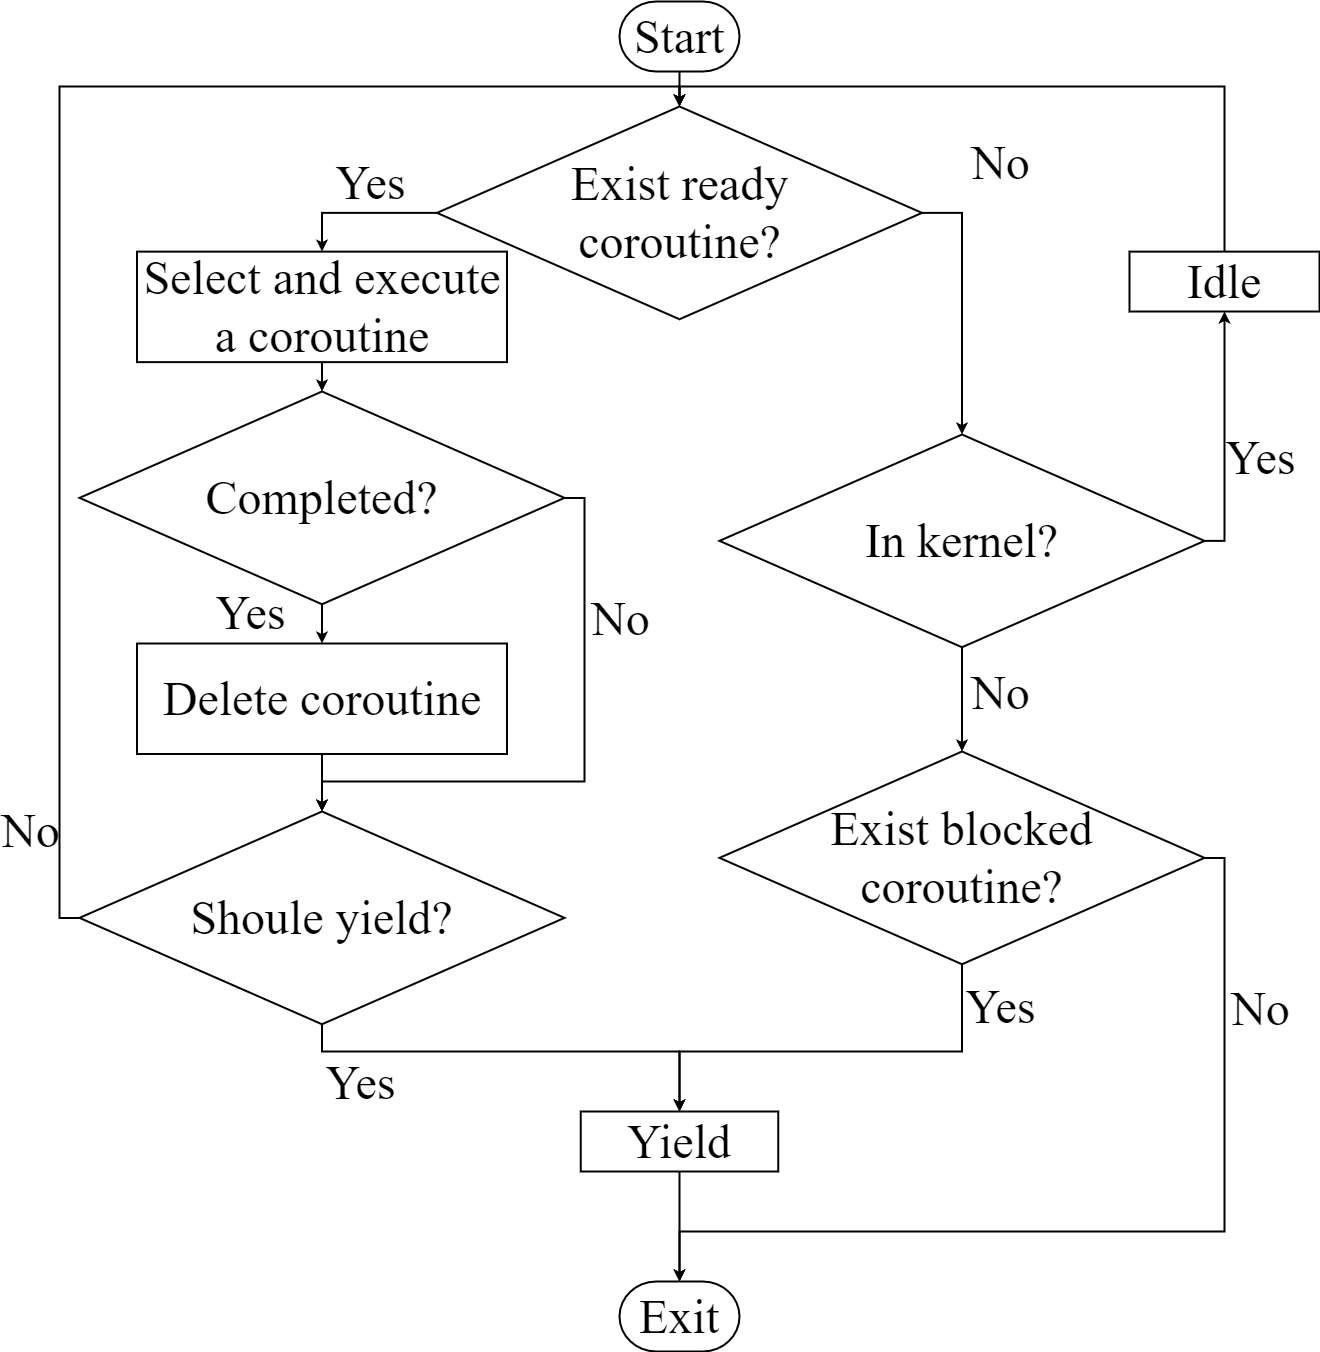 Start
Exist ready
coroutine?
Yes
No
Select and execute
a coroutine
Idle
Completed?
Yes
In kernel?
Yes
No
Delete coroutine
No
Exist blocked
coroutine?
No
Shoule yield?
Yes
No
Yes
Yield
Exit